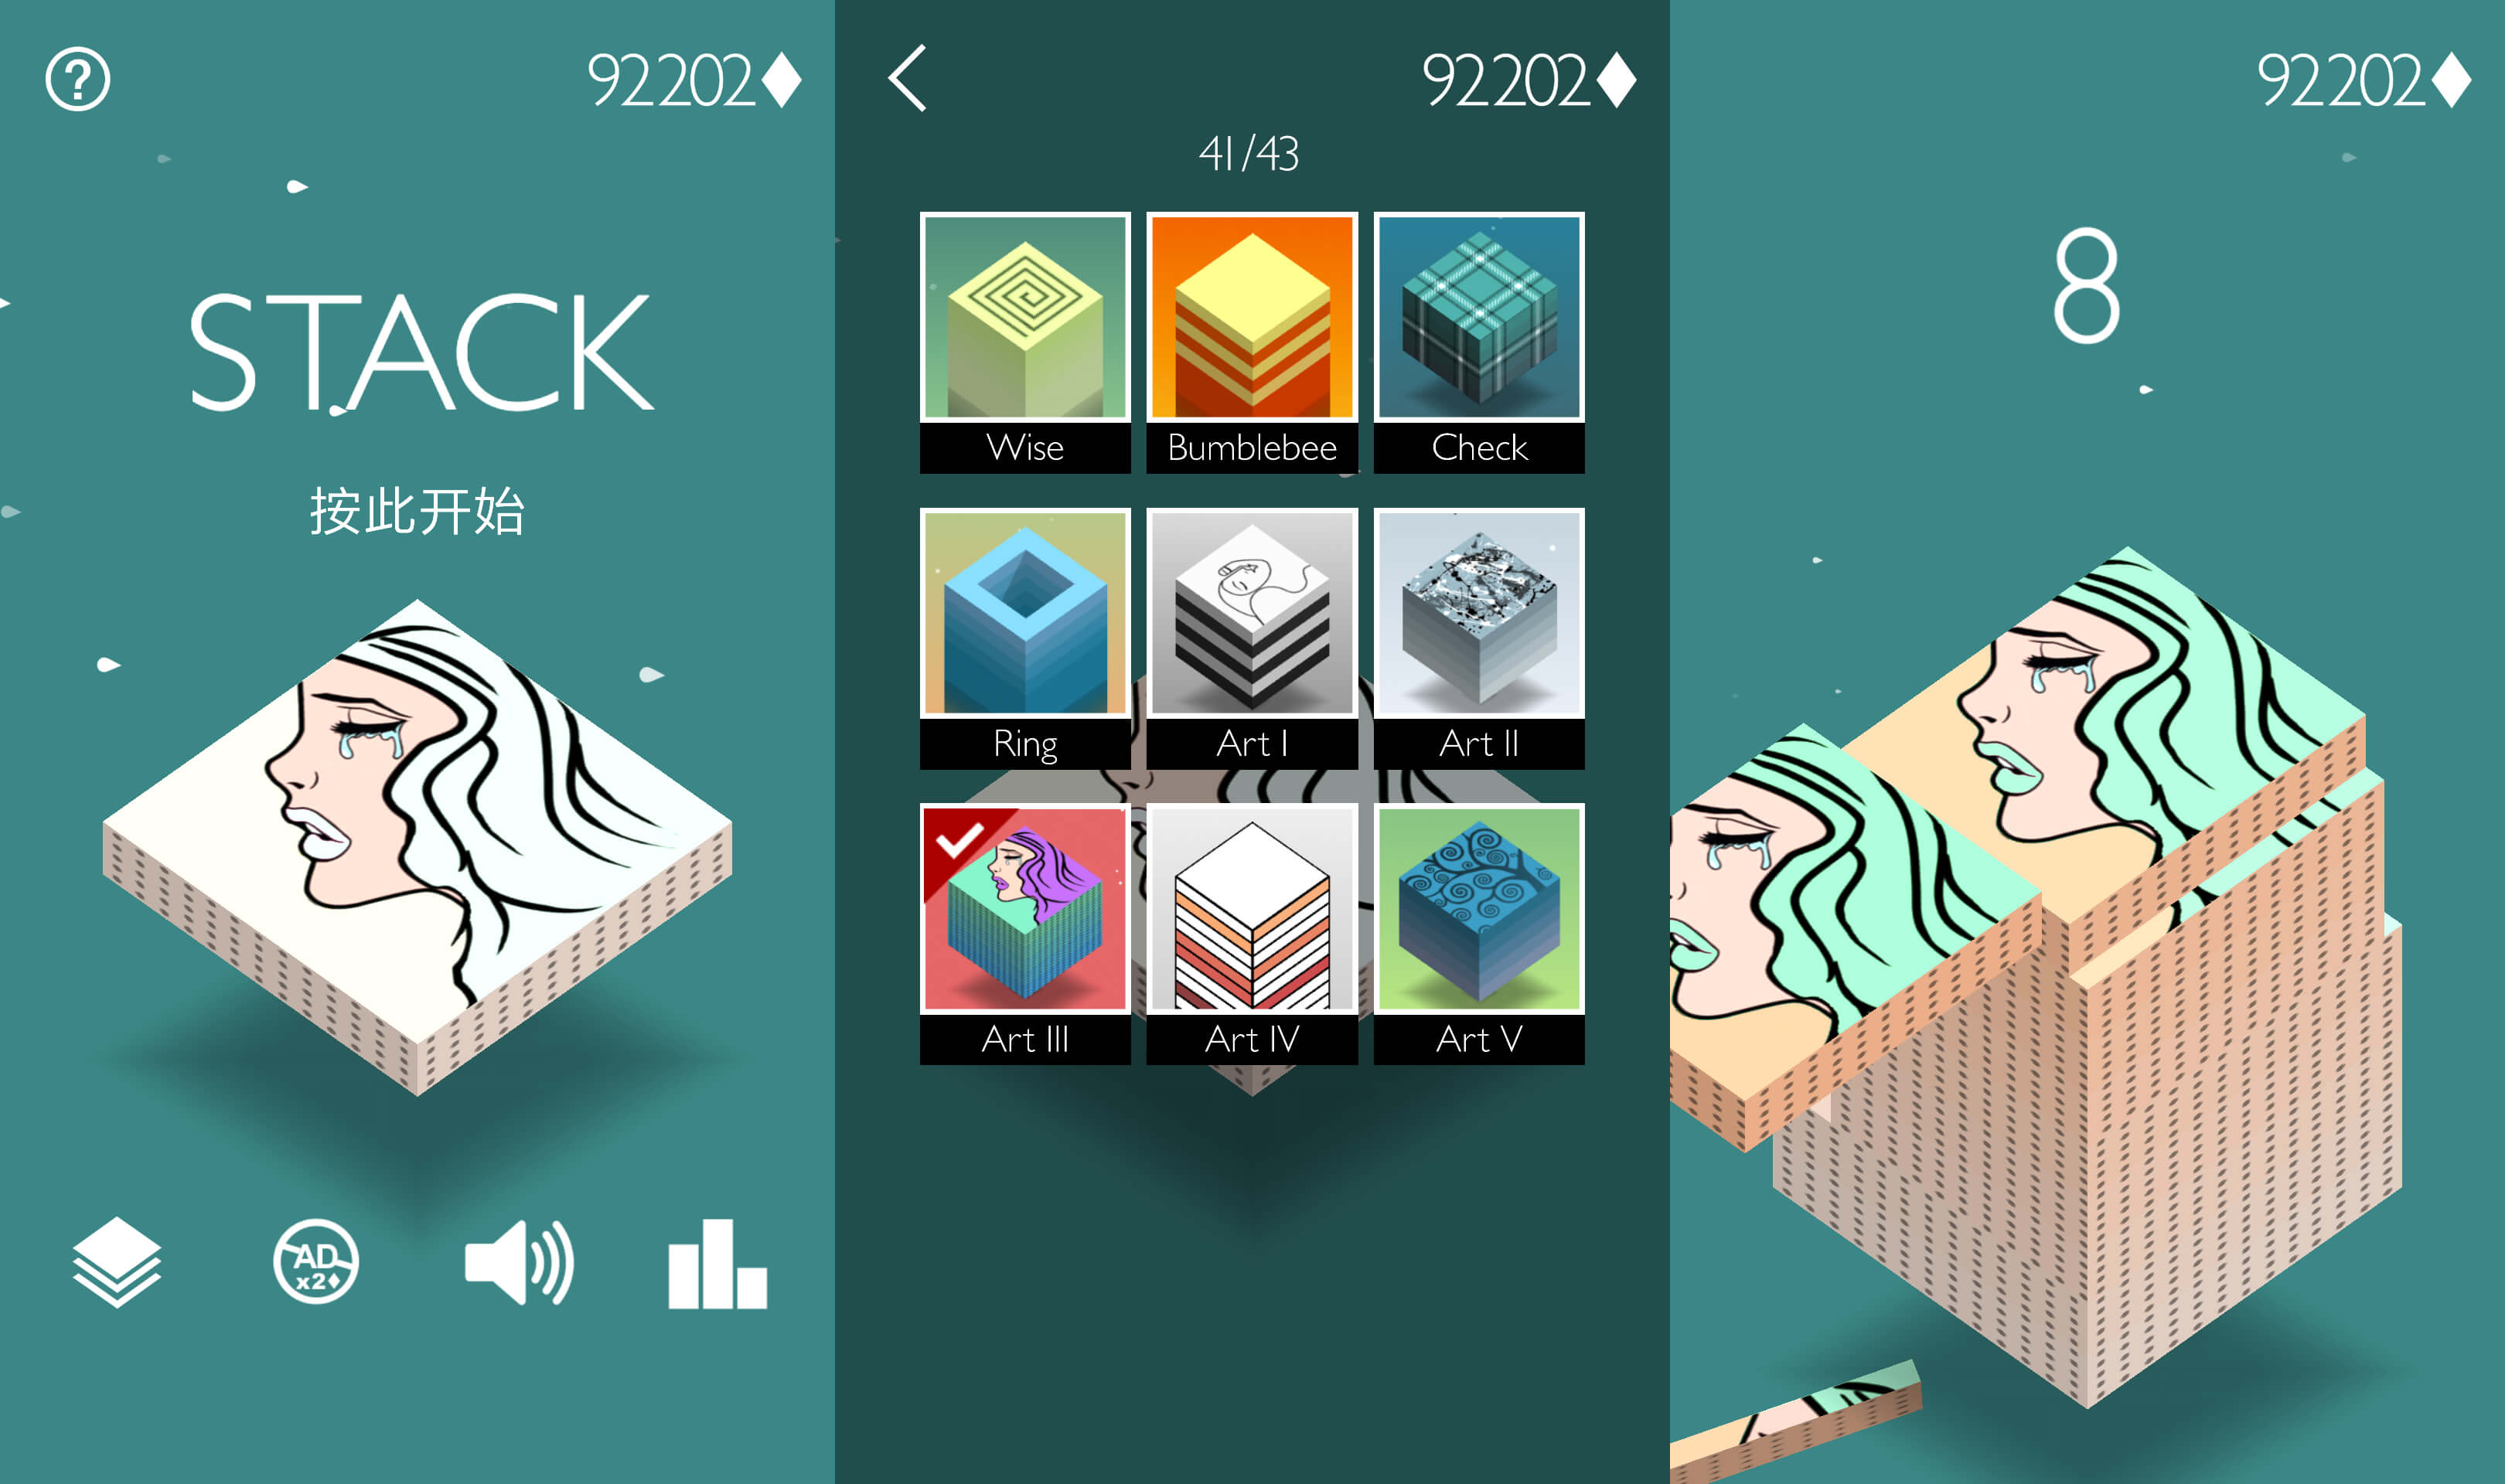 92202
STACK
按此开始
AD
x2
92202
41/43
Wise
Bumblebee
Check
Ring
Art I
Art II
Art III
Art IV
Art V
92202
8